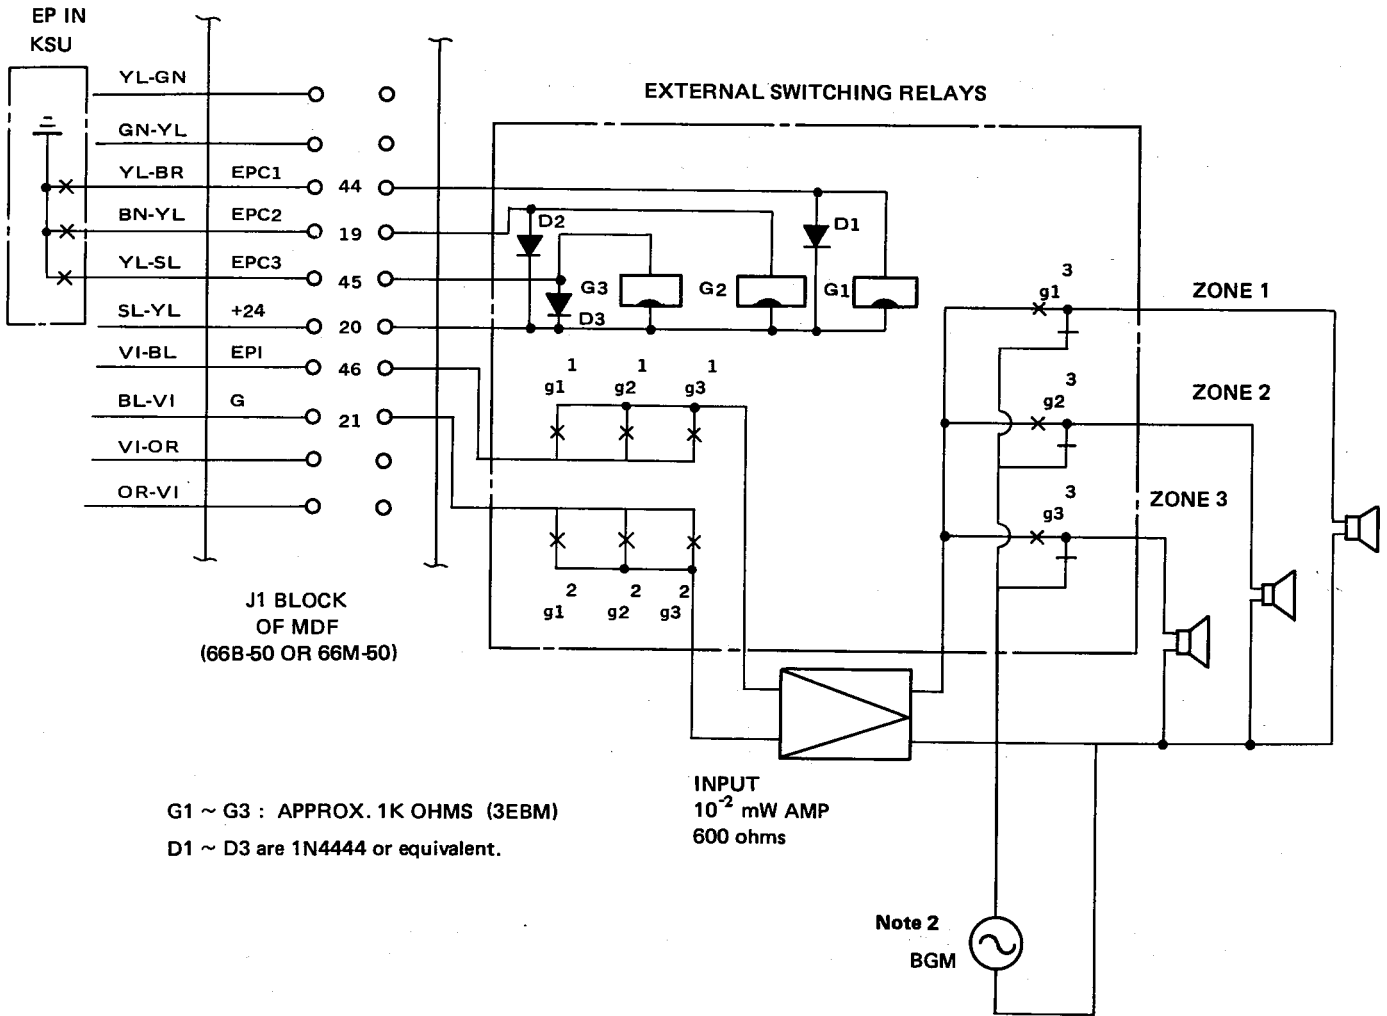 EP IN
KSU
EXTERNAL SWITCHING RELAYS
YL-GN
GN-YL
YL-BR EPC1 44
BN-YL EPC2 19
YL-SL EPC3 45
SL-YL +24 20
VI-BL EPI 46
BL-VI G 21
VI-OR
OR-VI
D2
D1
G3
G2
G1
D3
1 1 1
g1 g2 g3
2 2 2
g1 g2 g3
3
g1
ZONE 1
3
g2
ZONE 2
3
g3
ZONE 3
J1 BLOCK
OF MDF
(66B-50 OR 66M-50)
INPUT
10⁻² mW AMP
600 ohms
G1 ~ G3 : APPROX. 1K OHMS (3EBM)
D1 ~ D3 are 1N4444 or equivalent.
Note 2
BGM